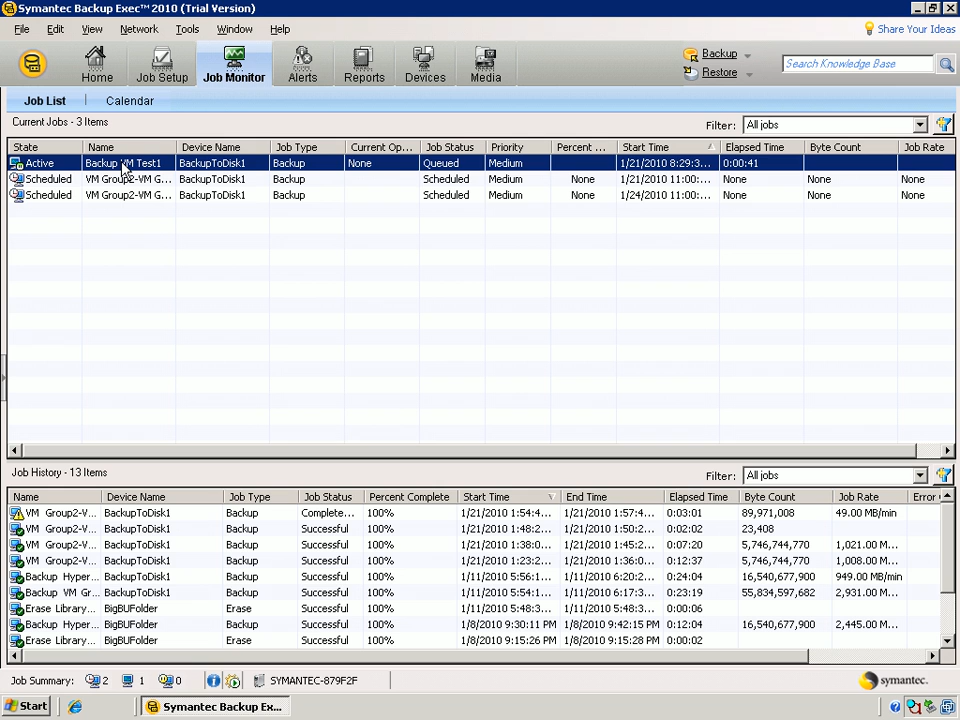 Symantec Backup Exec™ 2010 (Trial Version)
File Edit View Network Tools Window Help Share Your Ideas
Home Job Setup Job Monitor Alerts Reports Devices Media Backup Restore Search Knowledge Base
Job List Calendar
Current Jobs - 3 Items Filter: All jobs
State Name Device Name Job Type Current Op... Job Status Priority Percent ... Start Time Elapsed Time Byte Count Job Rate
Active Backup VM Test1 BackupToDisk1 Backup None Queued Medium 1/21/2010 8:29:3... 0:00:41
Scheduled VM Group2-VM G... BackupToDisk1 Backup Scheduled Medium None 1/21/2010 11:00:... None None None
Scheduled VM Group2-VM G... BackupToDisk1 Backup Scheduled Medium None 1/24/2010 11:00:... None None None
Job History - 13 Items Filter: All jobs
Name Device Name Job Type Job Status Percent Complete Start Time End Time Elapsed Time Byte Count Job Rate Error
VM Group2-V... BackupToDisk1 Backup Complete... 100% 1/21/2010 1:54:4... 1/21/2010 1:57:4... 0:03:01 89,971,008 49.00 MB/min
VM Group2-V... BackupToDisk1 Backup Successful 100% 1/21/2010 1:48:2... 1/21/2010 1:50:2... 0:02:02 23,408
VM Group2-V... BackupToDisk1 Backup Successful 100% 1/21/2010 1:38:0... 1/21/2010 1:45:2... 0:07:20 5,746,744,770 1,021.00 M...
VM Group2-V... BackupToDisk1 Backup Successful 100% 1/21/2010 1:23:2... 1/21/2010 1:36:0... 0:12:37 5,746,744,770 1,008.00 M...
Backup Hyper... BackupToDisk1 Backup Successful 100% 1/11/2010 5:56:1... 1/11/2010 6:20:2... 0:24:04 16,540,677,900 949.00 MB/min
Backup VM Gr... BackupToDisk1 Backup Successful 100% 1/11/2010 5:54:1... 1/11/2010 6:17:3... 0:23:19 55,834,597,682 2,931.00 M...
Erase Library... BigBUFolder Erase Successful 100% 1/11/2010 5:48:3... 1/11/2010 5:48:3... 0:00:06
Backup Hyper... BigBUFolder Backup Successful 100% 1/8/2010 9:30:11 PM 1/8/2010 9:42:15 PM 0:12:04 16,540,677,900 2,445.00 M...
Erase Library... BigBUFolder Erase Successful 100% 1/8/2010 9:15:26 PM 1/8/2010 9:15:28 PM 0:00:02
Job Summary: 2 1 0 SYMANTEC-879F2F symantec.
Start Symantec Backup Ex...